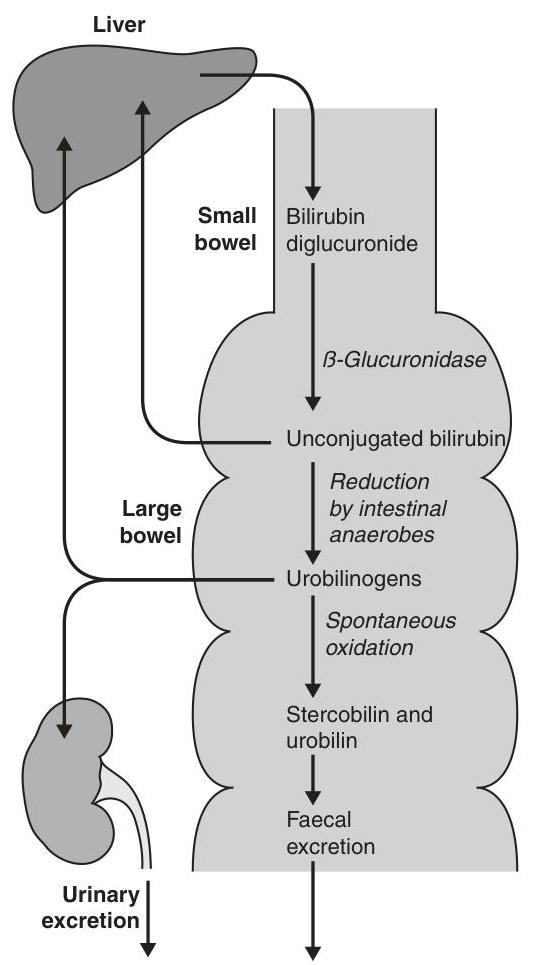 Liver
Small
bowel
Bilirubin
diglucuronide
ß-Glucuronidase
Unconjugated bilirubin
Reduction
by intestinal
anaerobes
Large
bowel
Urobilinogens
Spontaneous
oxidation
Stercobilin and
urobilin
Faecal
excretion
Urinary
excretion